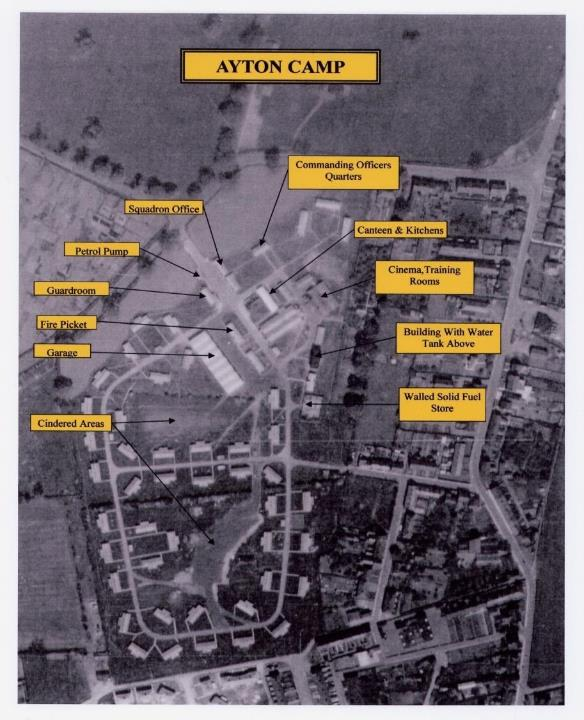 AYTON CAMP
Commanding Officers
Quarters
Squadron Office
Canteen & Kitchens
Petrol Pump
Cinema,Training
Rooms
Guardroom
Fire Picket
Building With Water
Tank Above
Garage
Walled Solid Fuel
Store
Cindered Areas